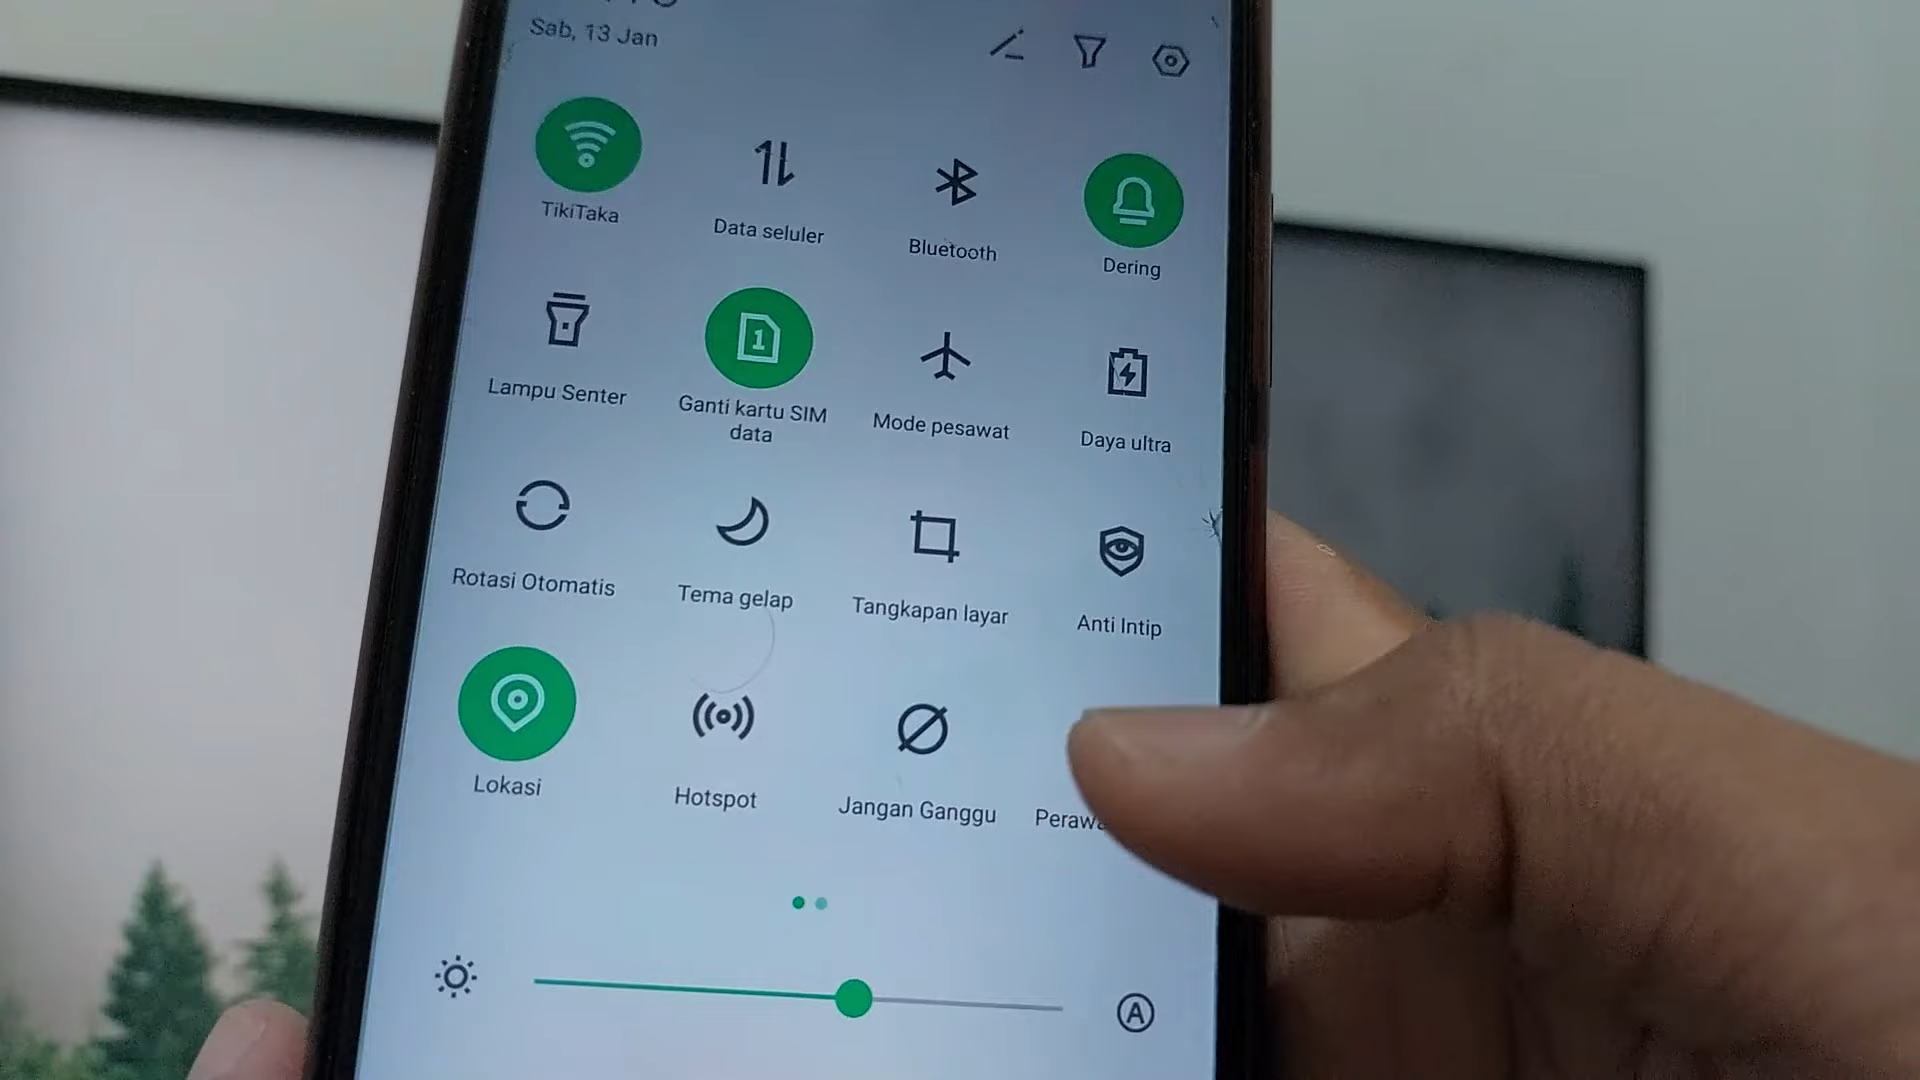 Sab, 13 Jan
TikiTaka
Data seluler
Bluetooth
Dering
Lampu Senter
1
Ganti kartu SIM
data
Mode pesawat
Daya ultra
Rotasi Otomatis
Tema gelap
Tangkapan layar
Anti Intip
Lokasi
Hotspot
Jangan Ganggu
A